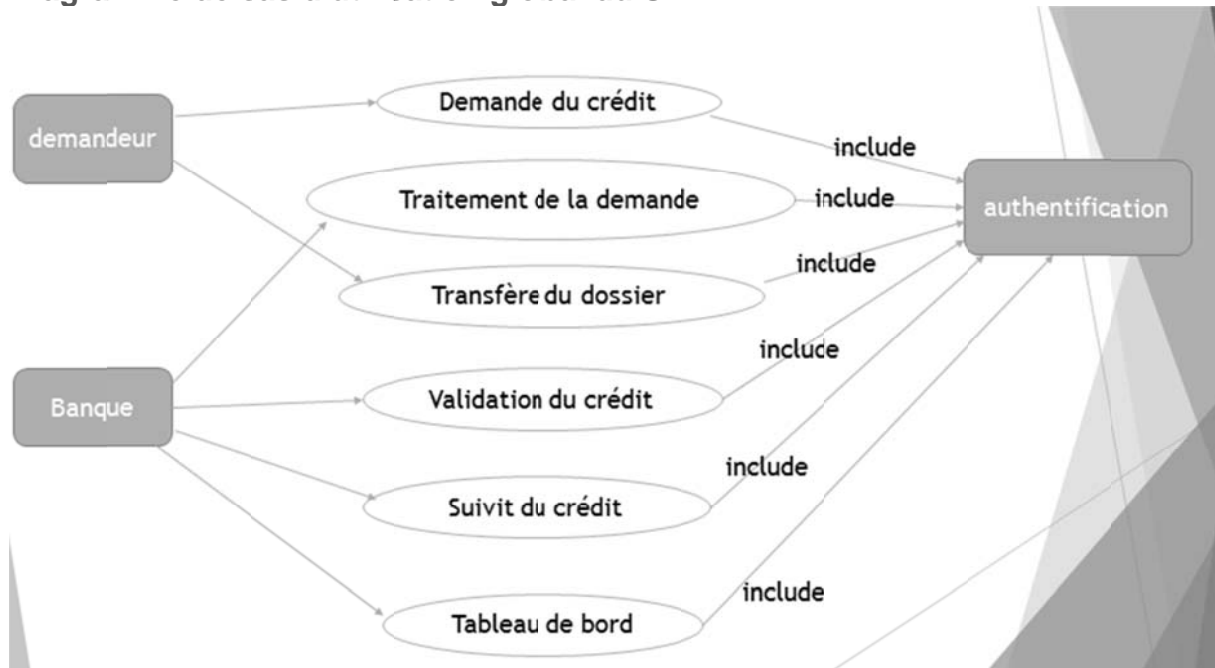 demandeur
Demande du crédit
include
Traitement de la demande
include
authentification
include
Transfère du dossier
include
Banque
Validation du crédit
include
Suivit du crédit
include
Tableau de bord